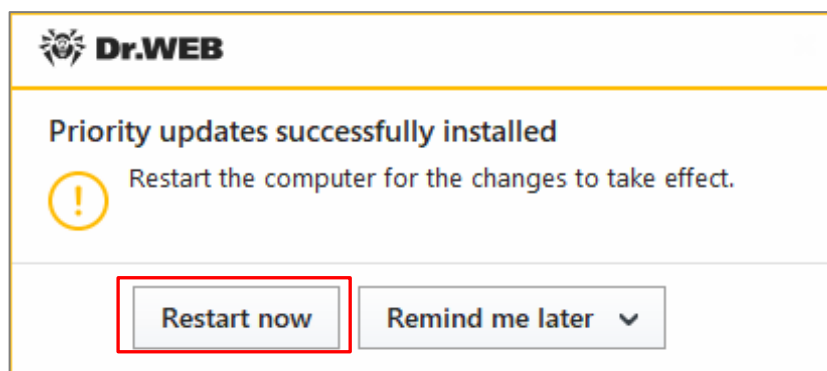 Dr.WEB
Priority updates successfully installed
Restart the computer for the changes to take effect.
Restart now
Remind me later